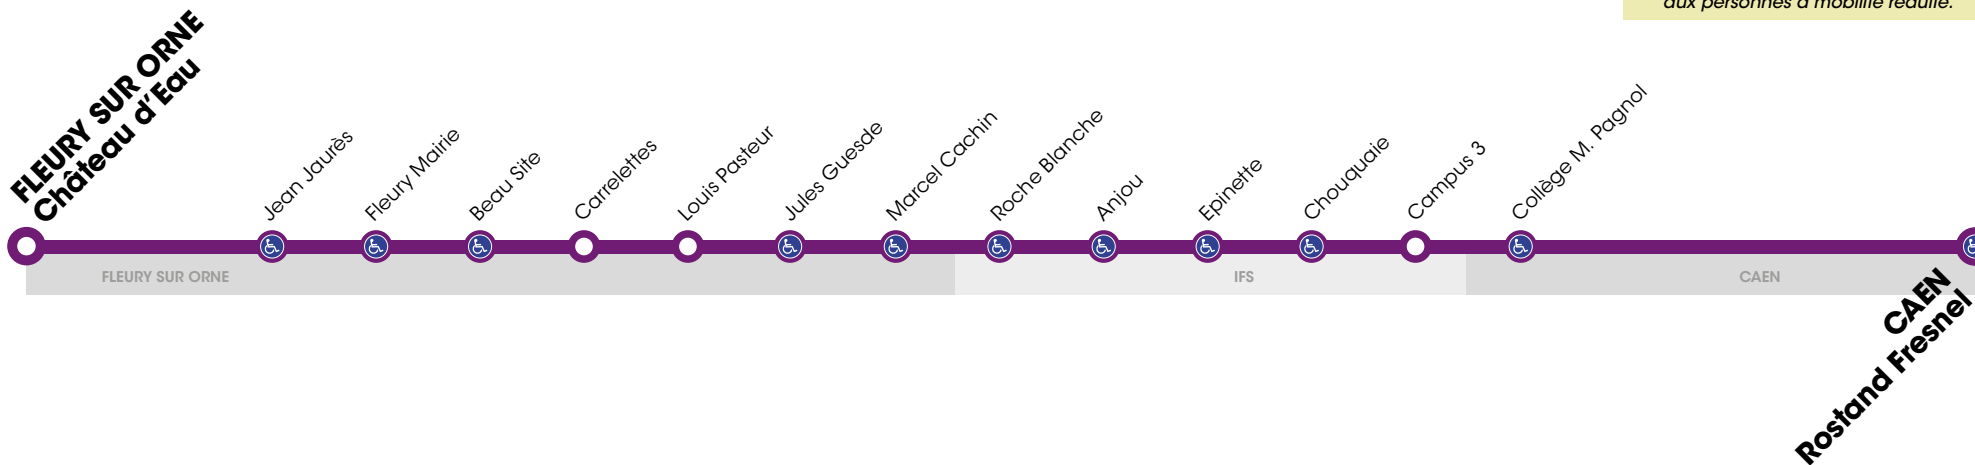 aux personnes à mobilité réduite.
FLEURY SUR ORNE
Château d'Eau
Jean Jaurès
Fleury Mairie
Beau Site
Carrelettes
Louis Pasteur
Jules Guesde
Marcel Cachin
Roche Blanche
Anjou
Epinette
Chouquaie
Campus 3
Collège M. Pagnol
FLEURY SUR ORNE
IFS
CAEN
CAEN
Rostand Fresnel